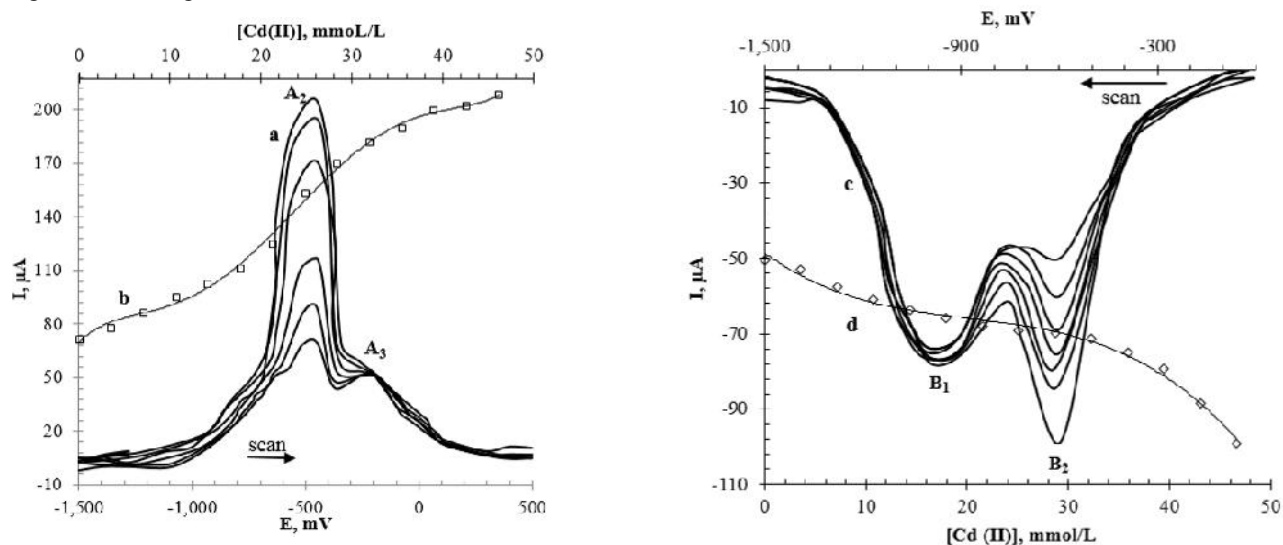 [Cd(II)], mmoL/L
0 10 20 30 40 50
200
170
140
110
80
50
20
-10
I, µA
A2
a
b
A3
scan
-1,500 -1,000 -500 0 500
E, mV
E, mV
-1,500 -900 -300
scan
-10
-30
-50
-70
-90
-110
I, µA
c
d
B1
B2
0 10 20 30 40 50
[Cd (II)], mmol/L